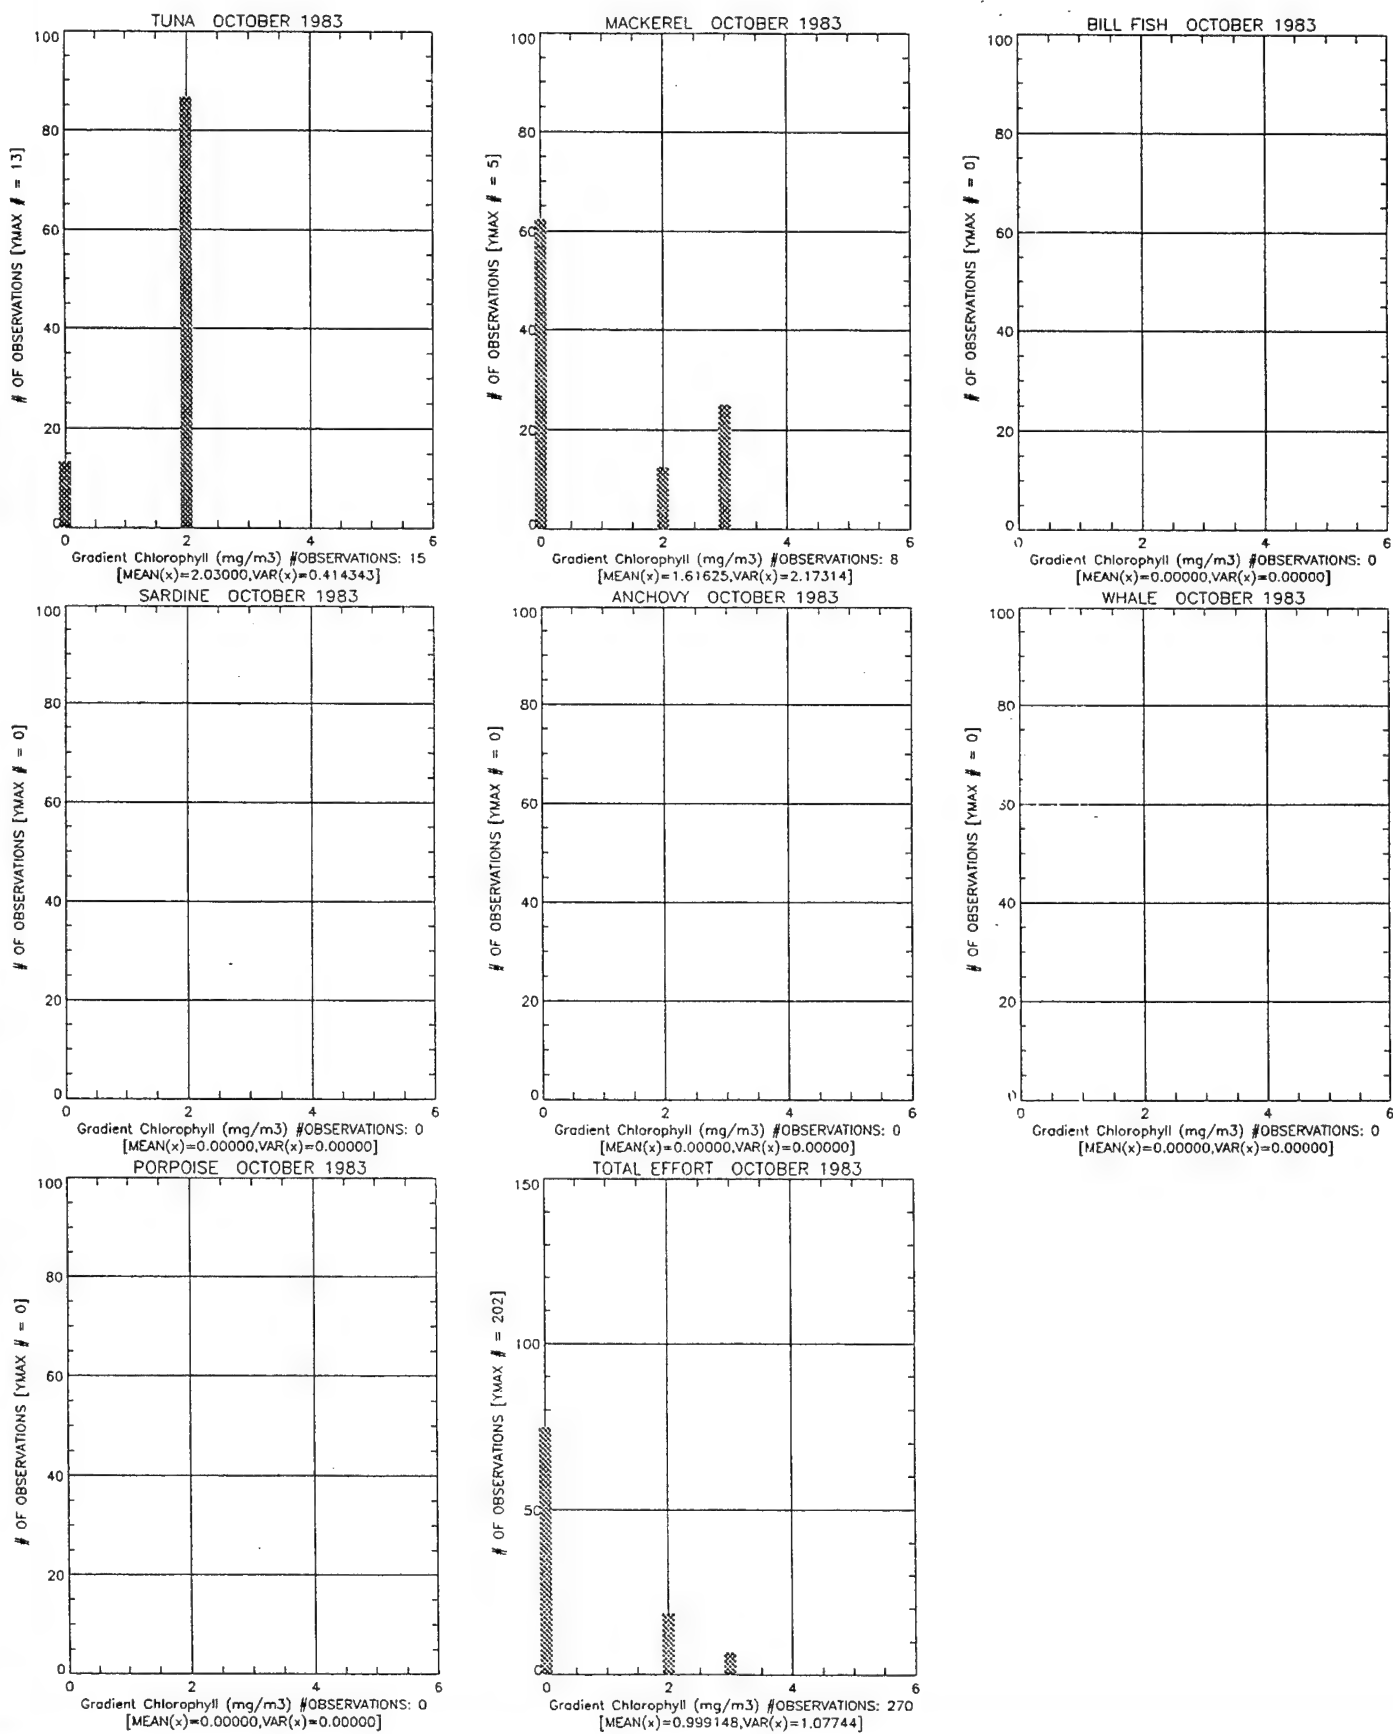 TUNA OCTOBER 1983
100
80
60
40
20
0
# OF OBSERVATIONS [YMAX # = 13]
0 2 4 6
Gradient Chlorophyll (mg/m3) #OBSERVATIONS: 15
[MEAN(x)=2.03000,VAR(x)=0.414343]
MACKEREL OCTOBER 1983
100
80
60
40
20
0
# OF OBSERVATIONS [YMAX # = 5]
0 2 4 6
Gradient Chlorophyll (mg/m3) #OBSERVATIONS: 8
[MEAN(x)=1.61625,VAR(x)=2.17314]
BILL FISH OCTOBER 1983
100
80
60
40
20
0
# OF OBSERVATIONS [YMAX # = 0]
0 2 4 6
Gradient Chlorophyll (mg/m3) #OBSERVATIONS: 0
[MEAN(x)=0.00000,VAR(x)=0.00000]
SARDINE OCTOBER 1983
100
80
60
40
20
0
# OF OBSERVATIONS [YMAX # = 0]
0 2 4 6
Gradient Chlorophyll (mg/m3) #OBSERVATIONS: 0
[MEAN(x)=0.00000,VAR(x)=0.00000]
ANCHOVY OCTOBER 1983
100
80
60
40
20
0
# OF OBSERVATIONS [YMAX # = 0]
0 2 4 6
Gradient Chlorophyll (mg/m3) #OBSERVATIONS: 0
[MEAN(x)=0.00000,VAR(x)=0.00000]
WHALE OCTOBER 1983
100
80
60
40
20
0
# OF OBSERVATIONS [YMAX # = 0]
0 2 4 6
Gradient Chlorophyll (mg/m3) #OBSERVATIONS: 0
[MEAN(x)=0.00000,VAR(x)=0.00000]
PORPOISE OCTOBER 1983
100
80
60
40
20
0
# OF OBSERVATIONS [YMAX # = 0]
0 2 4 6
Gradient Chlorophyll (mg/m3) #OBSERVATIONS: 0
[MEAN(x)=0.00000,VAR(x)=0.00000]
TOTAL EFFORT OCTOBER 1983
150
100
50
0
# OF OBSERVATIONS [YMAX # = 202]
0 2 4 6
Gradient Chlorophyll (mg/m3) #OBSERVATIONS: 270
[MEAN(x)=0.999148,VAR(x)=1.07744]